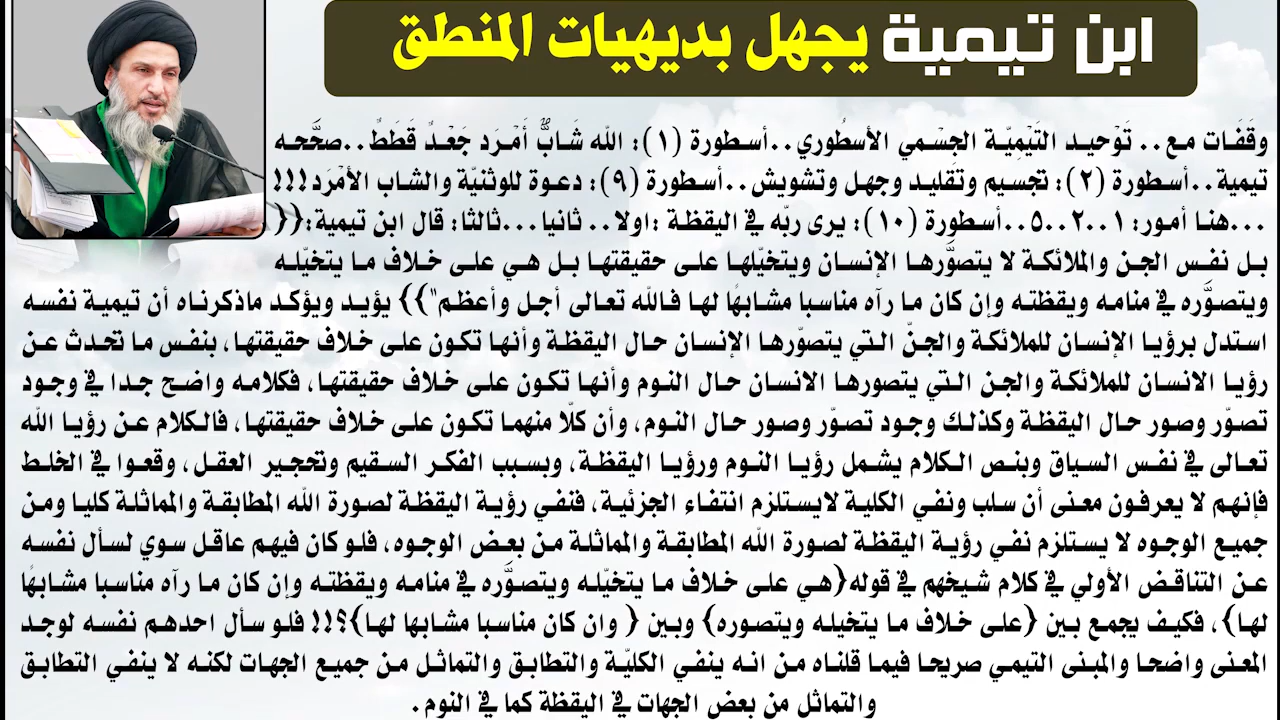 ابن تيمية يجهل بديهيات المنطق
وقَفَات مع.. تَوْحيد التَيْمِيّة الجِسْمي الأسطُوري..أسطورة (١): الله شَابٌّ أَمْرَد جَعْدٌ قَطَطٌ..صحَّحه
تيمية..أسطورة (٢): تجسيم وتقليد وجهل وتشويش ..أسطورة (٩): دعوة للوثنيّة والشاب الأمْرَد!!!
...هنا أمور: ١...٢...٥...أسطورة (١٠): يرى ربّه في اليقظة :اولا.. ثانيا ...ثالثا: قال ابن تيمية:{{
بل نفس الجن والملائكة لا يتصوَّرها الإنسان ويتخيّلها على حقيقتها بل هي على خلاف ما يتخيّله
ويتصوَّره في منامه ويقظته وإن كان ما رآه مناسبا مشابهًا لها فالله تعالى أجل وأعظم"}} يؤيد ويؤكد ماذكرناه أن تيمية نفسه
استدل برؤيا الإنسان للملائكة والجنّ التي يتصوّرها الإنسان حال اليقظة وأنها تكون على خلاف حقيقتها، بنفس ما تحدث عن
رؤيا الانسان للملائكة والجن التي يتصورها الانسان حال النوم وأنها تكون على خلاف حقيقتها، فكلامه واضح جدا في وجود
تصوّر وصور حال اليقظة وكذلك وجود تصوّر وصور حال النوم، وأن كلًا منهما تكون على خلاف حقيقتها، فالكلام عن رؤيا الله
تعالى في نفس السياق وبنص الكلام يشمل رؤيا النوم ورؤيا اليقظة، وبسبب الفكر السقيم وتحجير العقل، وقعوا في الخلط
فإنهم لا يعرفون معنى أن سلب ونفي الكلية لايستلزم انتفاء الجزئية، فنفي رؤية اليقظة لصورة الله المطابقة والمماثلة كليا ومن
جميع الوجوه لا يستلزم نفي رؤية اليقظة لصورة الله المطابقة والمماثلة من بعض الوجوه، فلو كان فيهم عاقل سوي لسأل نفسه
عن التناقض الأولي في كلام شيخهم في قوله{هي على خلاف ما يتخيّله ويتصوَّره في منامه ويقظته وإن كان ما رآه مناسبا مشابهًا
لها}، فكيف يجمع بين {على خلاف ما يتخيله ويتصوره} وبين { وان كان مناسبا مشابها لها}؟!! فلو سأل احدهم نفسه لوجد
المعنى واضحا والمبنى التيمي صريحا فيما قلناه من انه ينفي الكليّة والتطابق والتماثل من جميع الجهات لكنه لا ينفي التطابق
والتماثل من بعض الجهات في اليقظة كما في النوم .